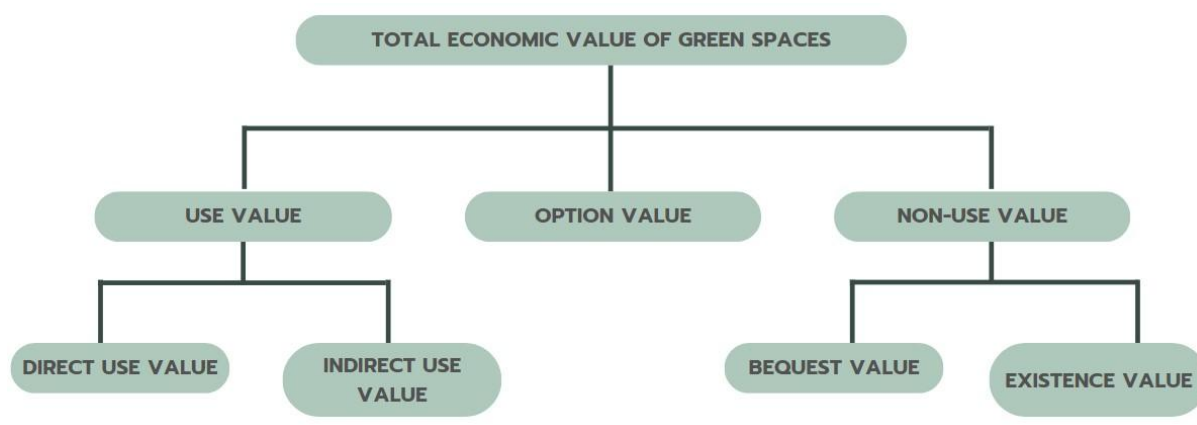 TOTAL ECONOMIC VALUE OF GREEN SPACES
USE VALUE
OPTION VALUE
NON-USE VALUE
DIRECT USE VALUE
INDIRECT USE
VALUE
BEQUEST VALUE
EXISTENCE VALUE